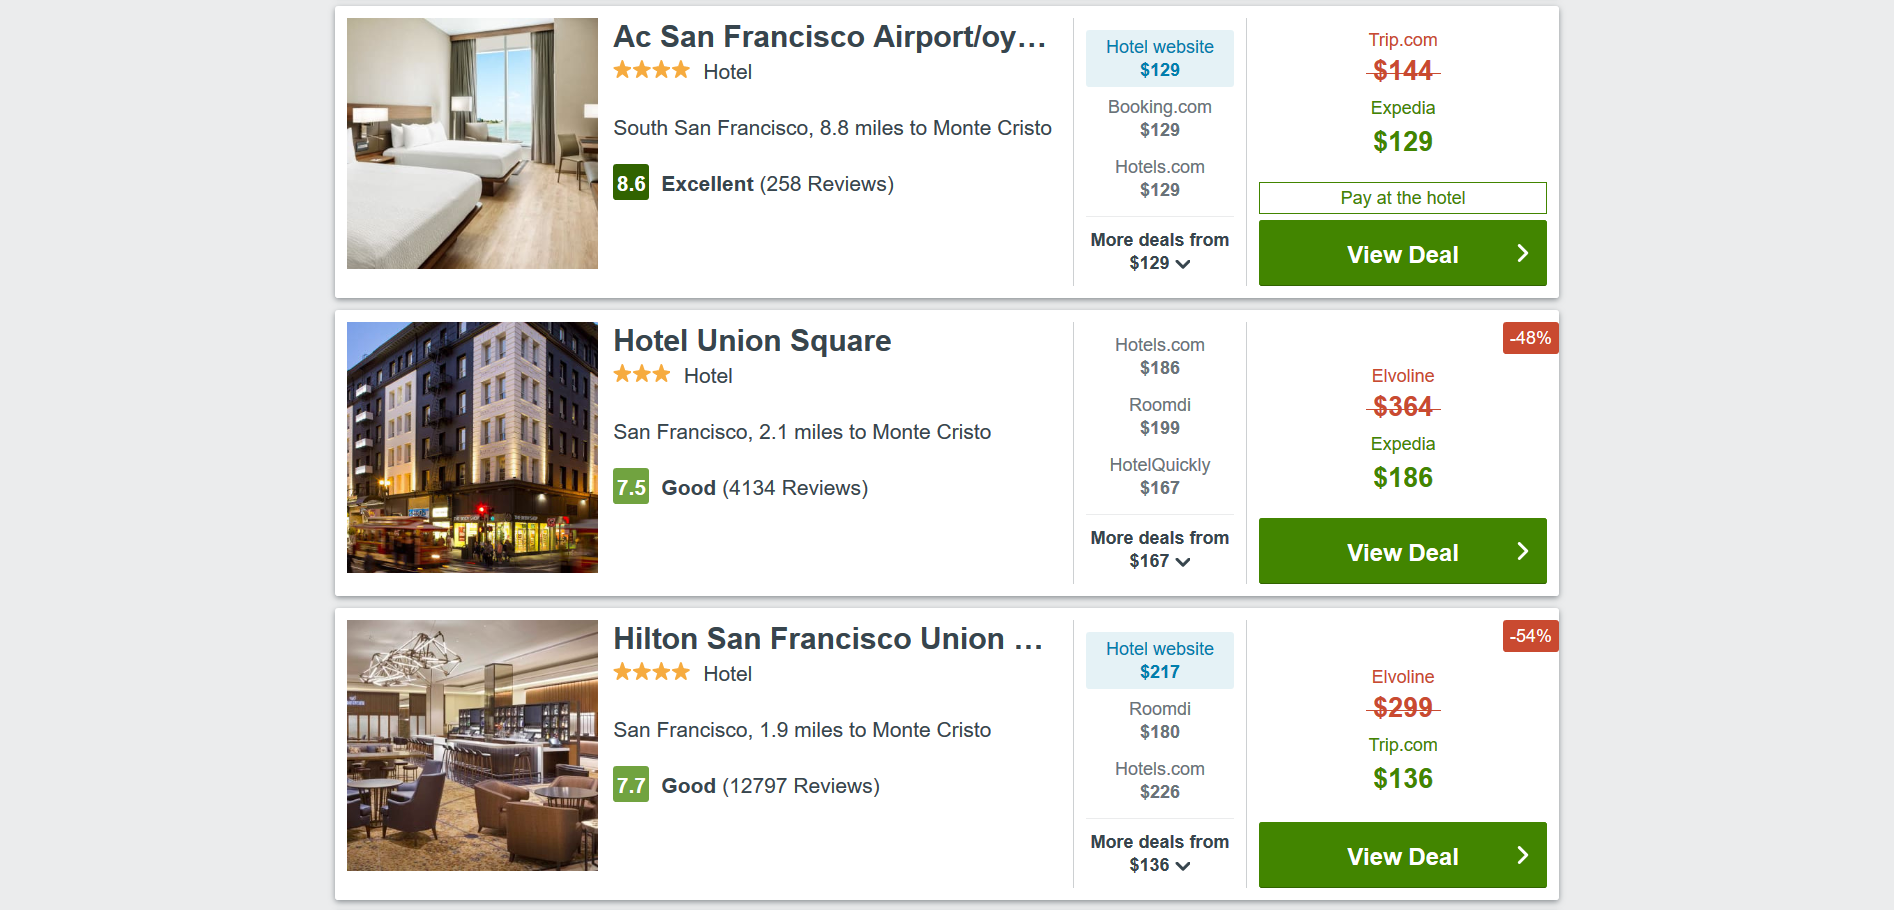 Ac San Francisco Airport/oy...
Hotel
South San Francisco, 8.8 miles to Monte Cristo
8.6 Excellent (258 Reviews)
Hotel website
$129
Booking.com
$129
Hotels.com
$129
More deals from
$129
Trip.com
$144
Expedia
$129
Pay at the hotel
View Deal
Hotel Union Square
Hotel
San Francisco, 2.1 miles to Monte Cristo
7.5 Good (4134 Reviews)
Hotels.com
$186
Roomdi
$199
HotelQuickly
$167
More deals from
$167
-48%
Elvoline
$364
Expedia
$186
View Deal
Hilton San Francisco Union ...
Hotel
San Francisco, 1.9 miles to Monte Cristo
7.7 Good (12797 Reviews)
Hotel website
$217
Roomdi
$180
Hotels.com
$226
More deals from
$136
-54%
Elvoline
$299
Trip.com
$136
View Deal